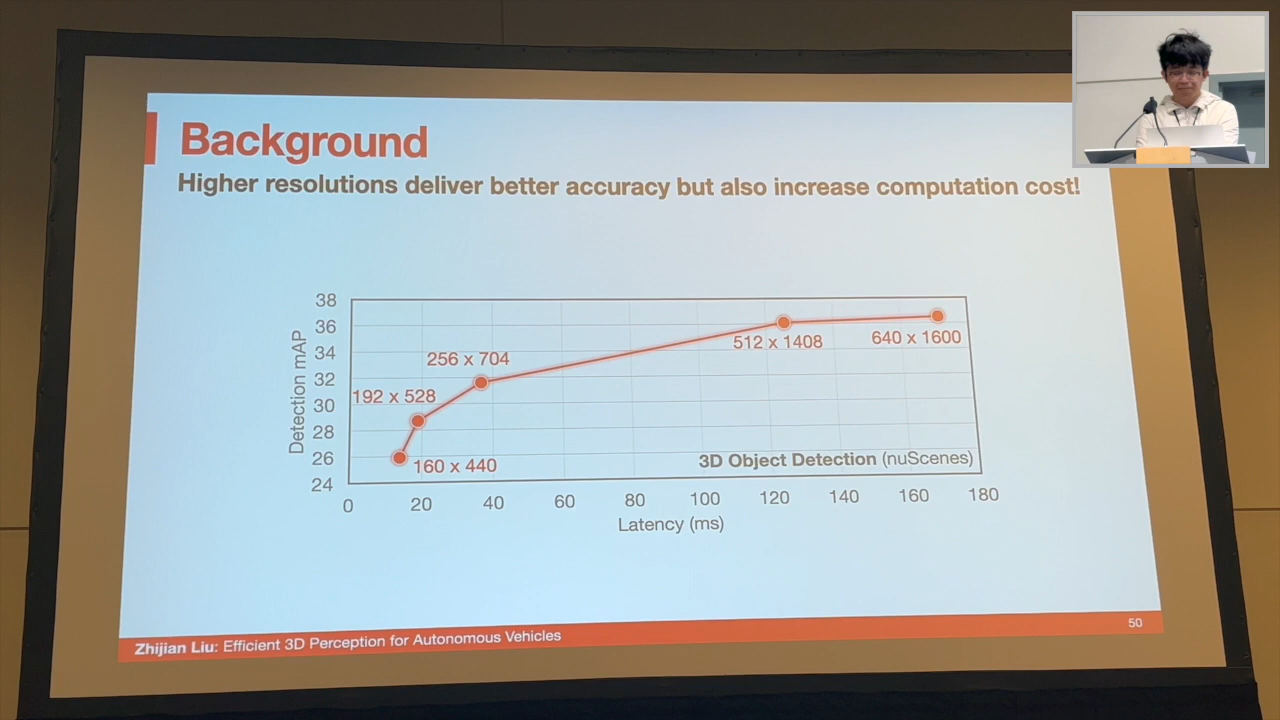 Background
Higher resolutions deliver better accuracy but also increase computation cost!
38
36
34
32
30
28
26
24
Detection mAP
256 x 704
512 x 1408
640 x 1600
192 x 528
160 x 440
3D Object Detection (nuScenes)
0 20 40 60 80 100 120 140 160 180
Latency (ms)
Zhijian Liu: Efficient 3D Perception for Autonomous Vehicles
50